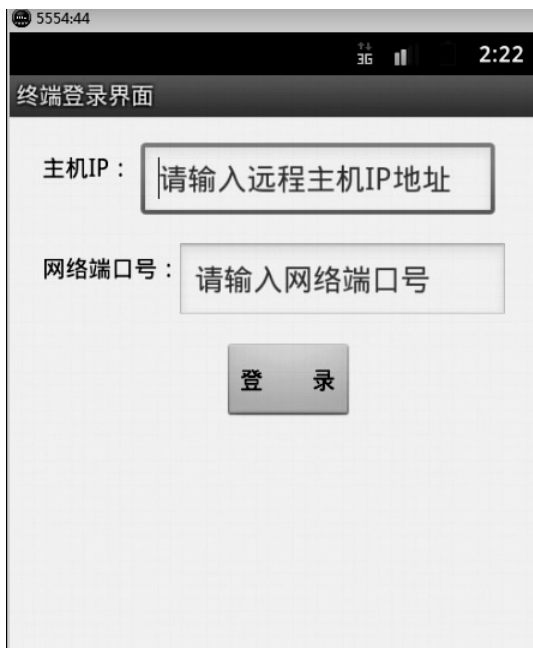 5554:44
3G 2:22
终端登录界面
主机IP： 请输入远程主机IP地址
网络端口号： 请输入网络端口号
登 录